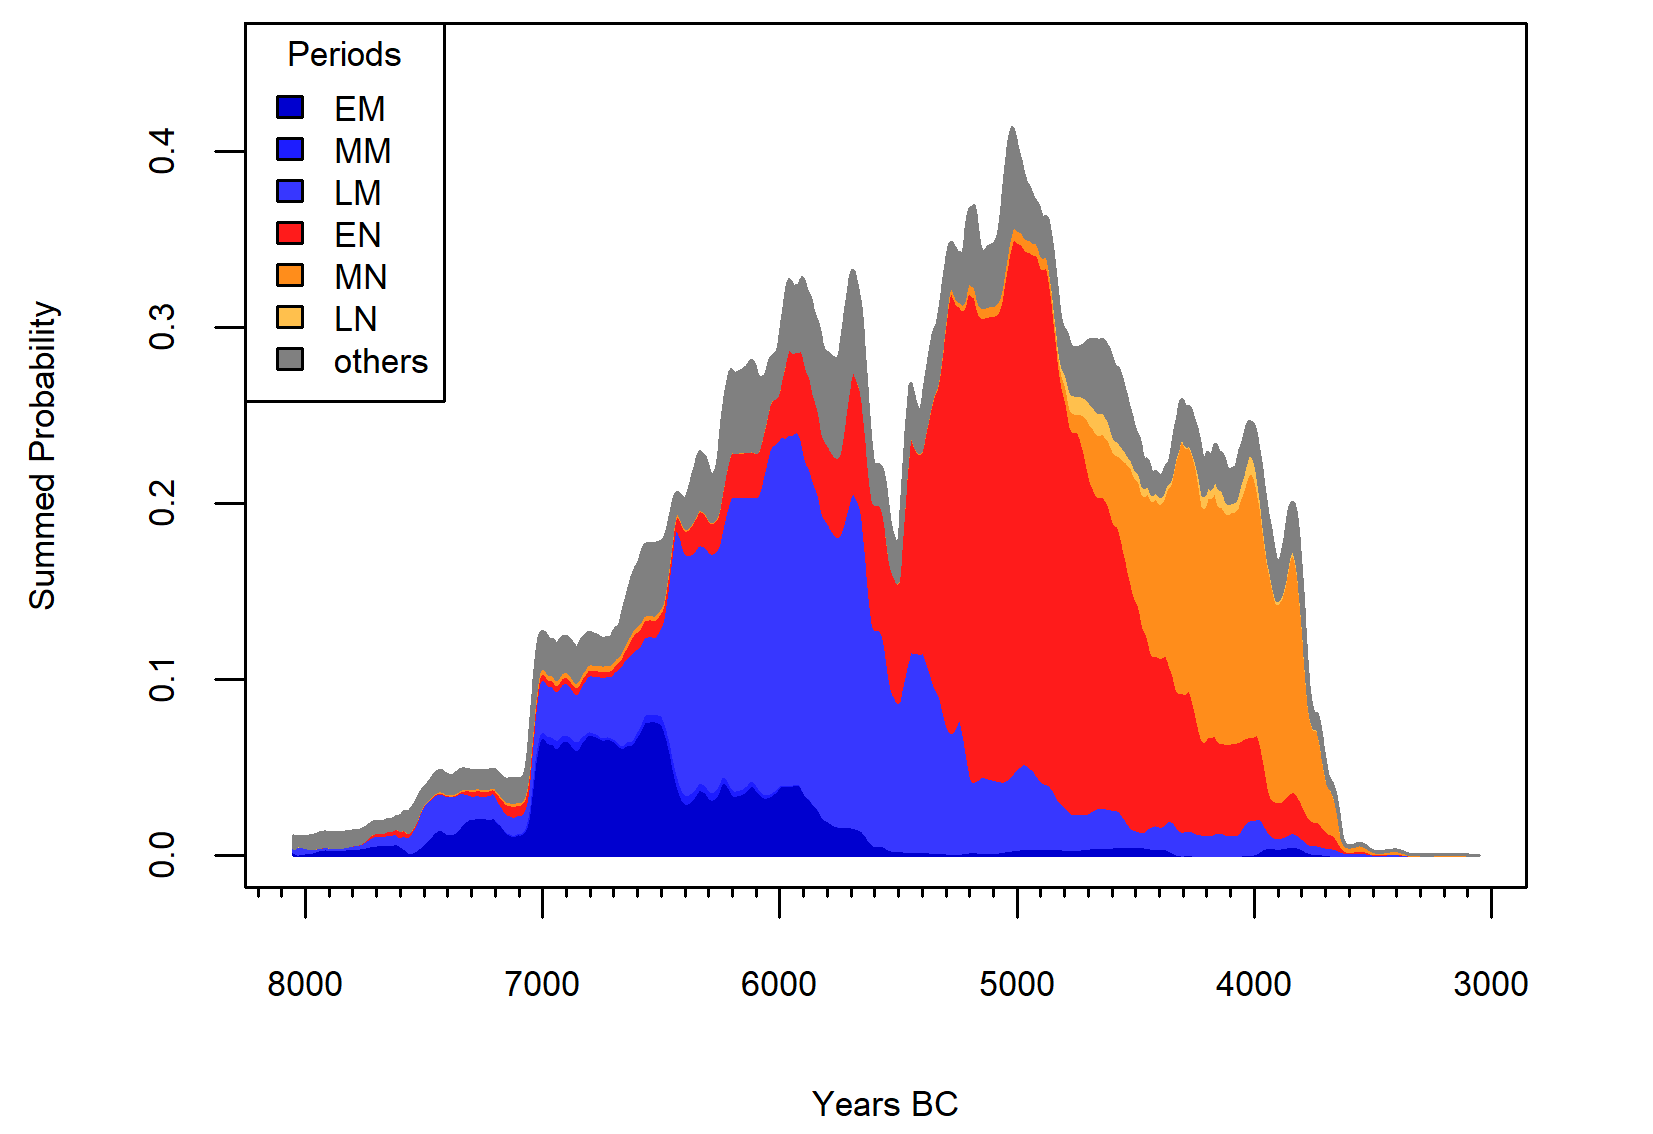 Periods
EM
MM
LM
EN
MN
LN
others
Summed Probability
0.4
0.3
0.2
0.1
0.0
8000 7000 6000 5000 4000 3000
Years BC